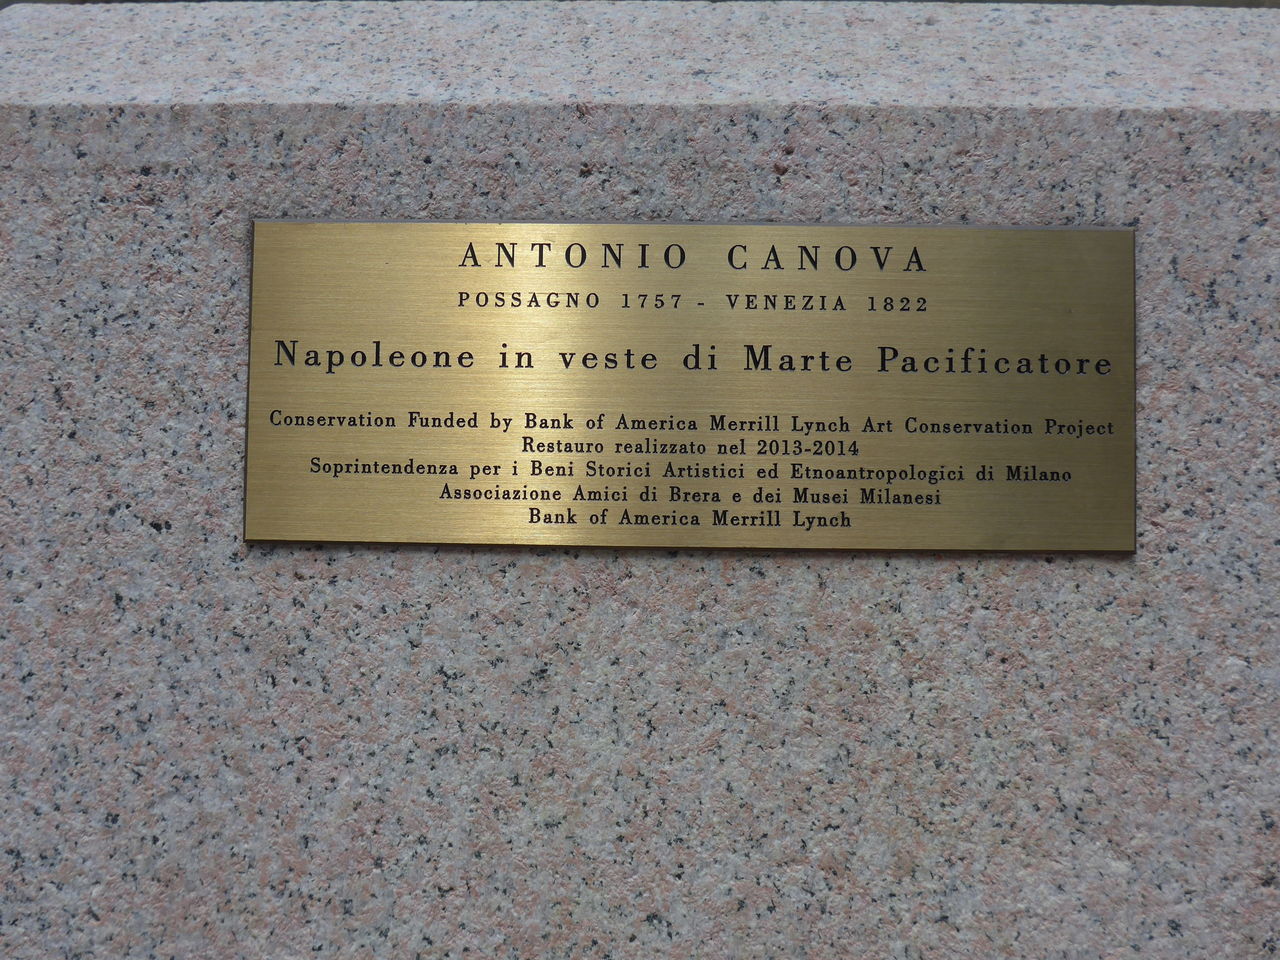 ANTONIO CANOVA
POSSAGNO 1757 - VENEZIA 1822
Napoleone in veste di Marte Pacificatore
Conservation Funded by Bank of America Merrill Lynch Art Conservation Project
Restauro realizzato nel 2013-2014
Soprintendenza per i Beni Storici Artistici ed Etnoantropologici di Milano
Associazione Amici di Brera e dei Musei Milanesi
Bank of America Merrill Lynch